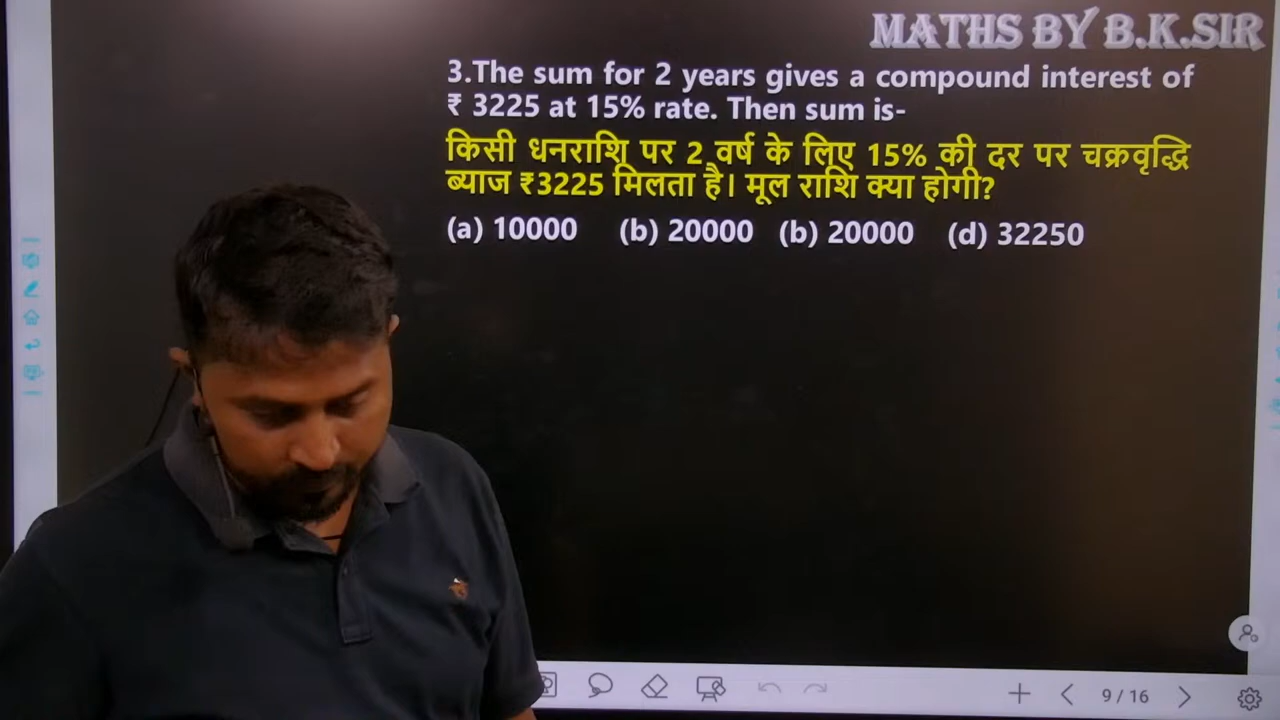 MATHS BY B.K.SIR
3.The sum for 2 years gives a compound interest of
₹ 3225 at 15% rate. Then sum is-
किसी धनराशि पर 2 वर्ष के लिए 15% की दर पर चक्रवृद्धि
ब्याज ₹3225 मिलता है। मूल राशि क्या होगी?
(a) 10000 (b) 20000 (b) 20000 (d) 32250
9 / 16